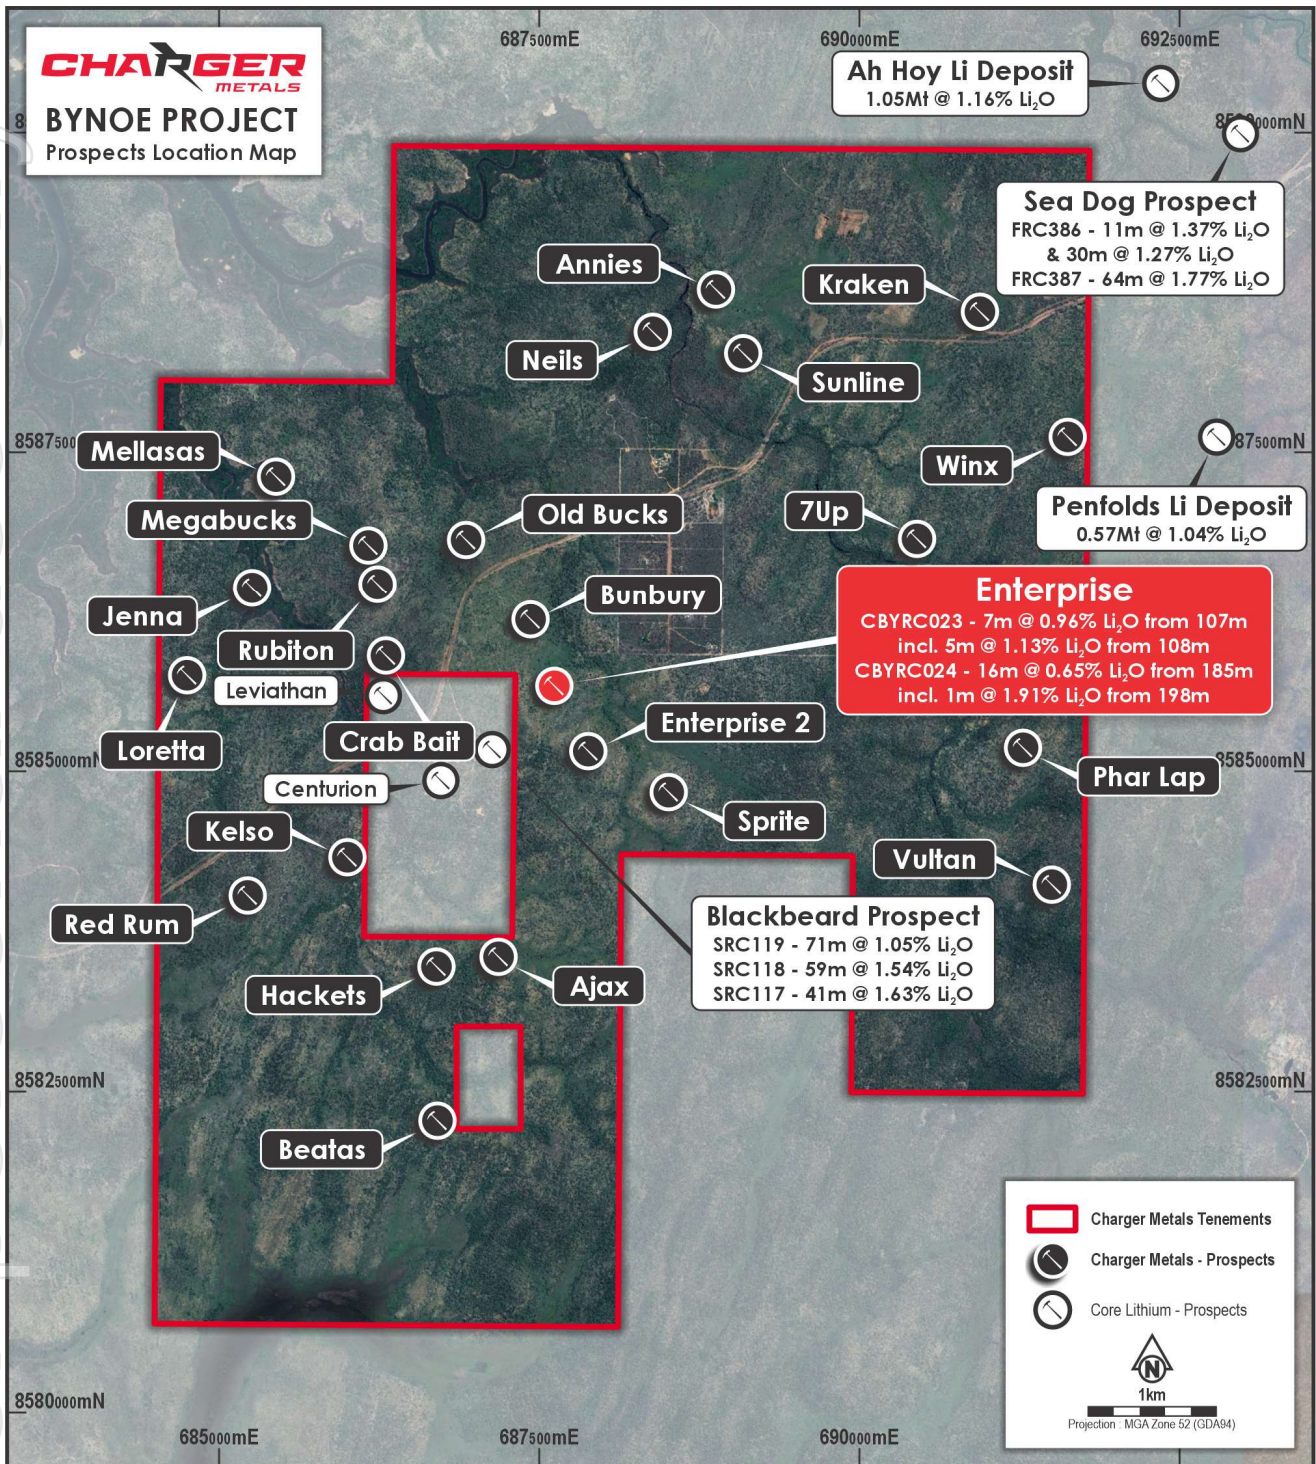 687500mE
690000mE
692500mE
CHARGER
METALS
BYNOE PROJECT
Prospects Location Map
Ah Hoy Li Deposit
1.05Mt @ 1.16% Li₂O
000mN
Sea Dog Prospect
FRC386 - 11m @ 1.37% Li₂O
& 30m @ 1.27% Li₂O
FRC387 - 64m @ 1.77% Li₂O
Annies
Kraken
Neils
Sunline
8587500
87500mN
Mellasas
Winx
Megabucks
Old Bucks
7Up
Penfolds Li Deposit
0.57Mt @ 1.04% Li₂O
Jenna
Bunbury
Enterprise
CBYRC023 - 7m @ 0.96% Li₂O from 107m
incl. 5m @ 1.13% Li₂O from 108m
CBYRC024 - 16m @ 0.65% Li₂O from 185m
incl. 1m @ 1.91% Li₂O from 198m
Rubiton
Leviathan
Loretta
Crab Bait
Enterprise 2
8585000mN
8585000mN
Phar Lap
Centurion
Sprite
Kelso
Vultan
Red Rum
Blackbeard Prospect
SRC119 - 71m @ 1.05% Li₂O
SRC118 - 59m @ 1.54% Li₂O
SRC117 - 41m @ 1.63% Li₂O
Hackets
Ajax
8582500mN
8582500mN
Beatas
Charger Metals Tenements
Charger Metals - Prospects
Core Lithium - Prospects
N
1km
Projection : MGA Zone 52 (GDA94)
8580000mN
685000mE
687500mE
690000mE